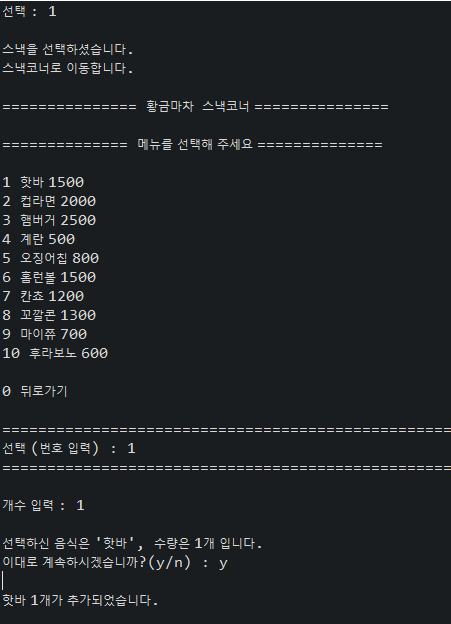 선택 : 1
스낵을 선택하셨습니다.
스낵코너로 이동합니다.
=============== 황금마차 스낵코너 ===============
============== 메뉴를 선택해 주세요 ==============
1 핫바 1500
2 컵라면 2000
3 햄버거 2500
4 계란 500
5 오징어칩 800
6 홈런볼 1500
7 칸쵸 1200
8 꼬깔콘 1300
9 마이쮸 700
10 후라보노 600
0 뒤로가기
==================================================
선택 (번호 입력) : 1
==================================================
개수 입력 : 1
선택하신 음식은 '핫바', 수량은 1개 입니다.
이대로 계속하시겠습니까?(y/n) : y
핫바 1개가 추가되었습니다.